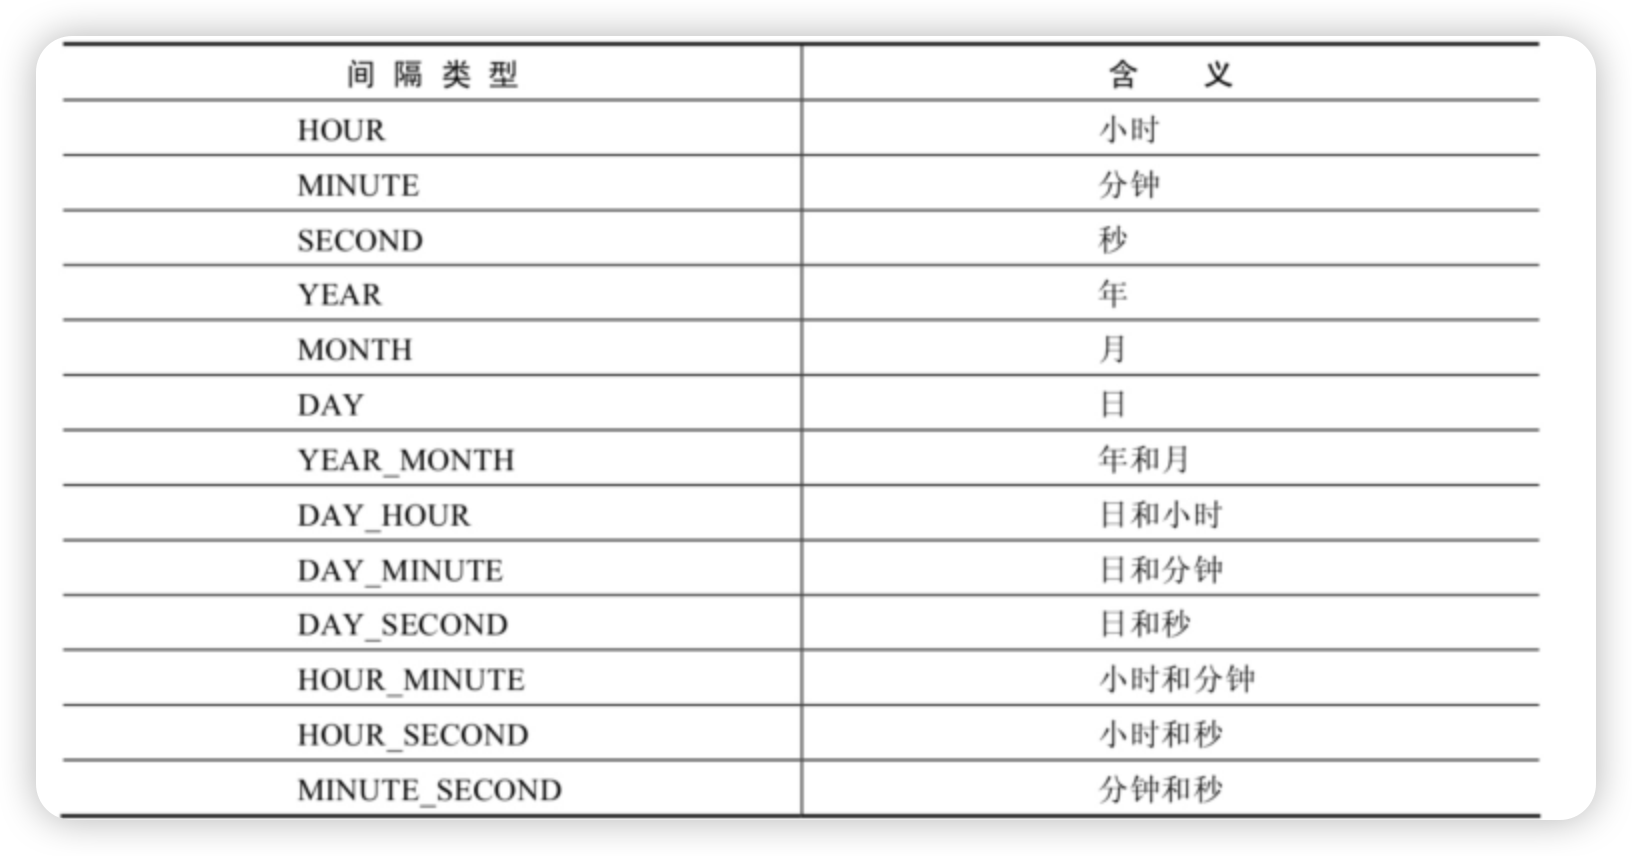 间隔类型 含义
HOUR 小时
MINUTE 分钟
SECOND 秒
YEAR 年
MONTH 月
DAY 日
YEAR_MONTH 年和月
DAY_HOUR 日和小时
DAY_MINUTE 日和分钟
DAY_SECOND 日和秒
HOUR_MINUTE 小时和分钟
HOUR_SECOND 小时和秒
MINUTE_SECOND 分钟和秒